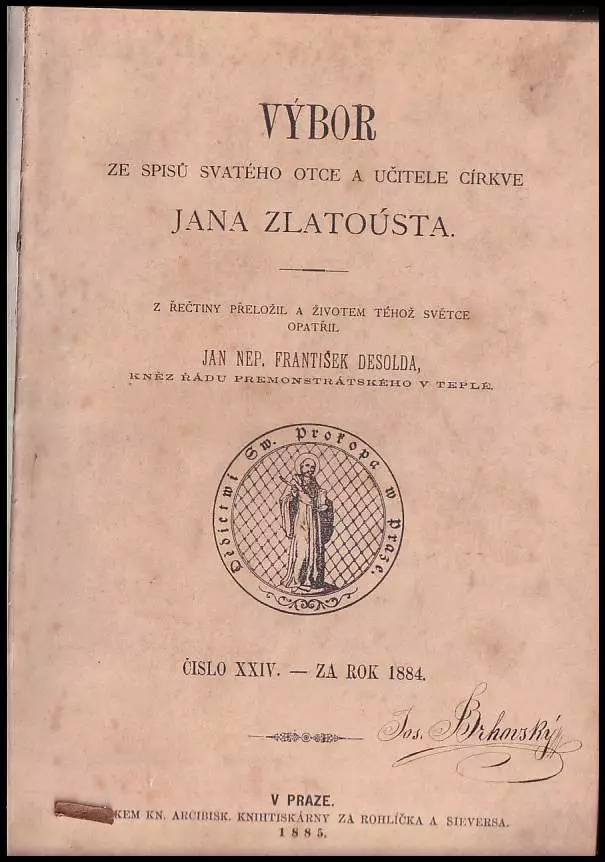 VÝBOR
ZE SPISŮ SVATÉHO OTCE A UČITELE CÍRKVE
JANA ZLATOÚSTA.
Z ŘEČTINY PŘELOŽIL A ŽIVOTEM TÉHOŽ SVĚTCE
OPATŘIL
JAN NEP. FRANTIŠEK DESOLDA,
KNĚZ ŘÁDU PREMONSTRÁTSKÉHO V TEPLÉ.
Dědictwí Sw. Prokopa w Praze.
ČISLO XXIV. — ZA ROK 1884.
Jos. Brhovský
V PRAZE.
KEM KN. ARCIBISK. KNIHTISKÁRNY ZA ROHLÍČKA A SIEVERSA.
1885.